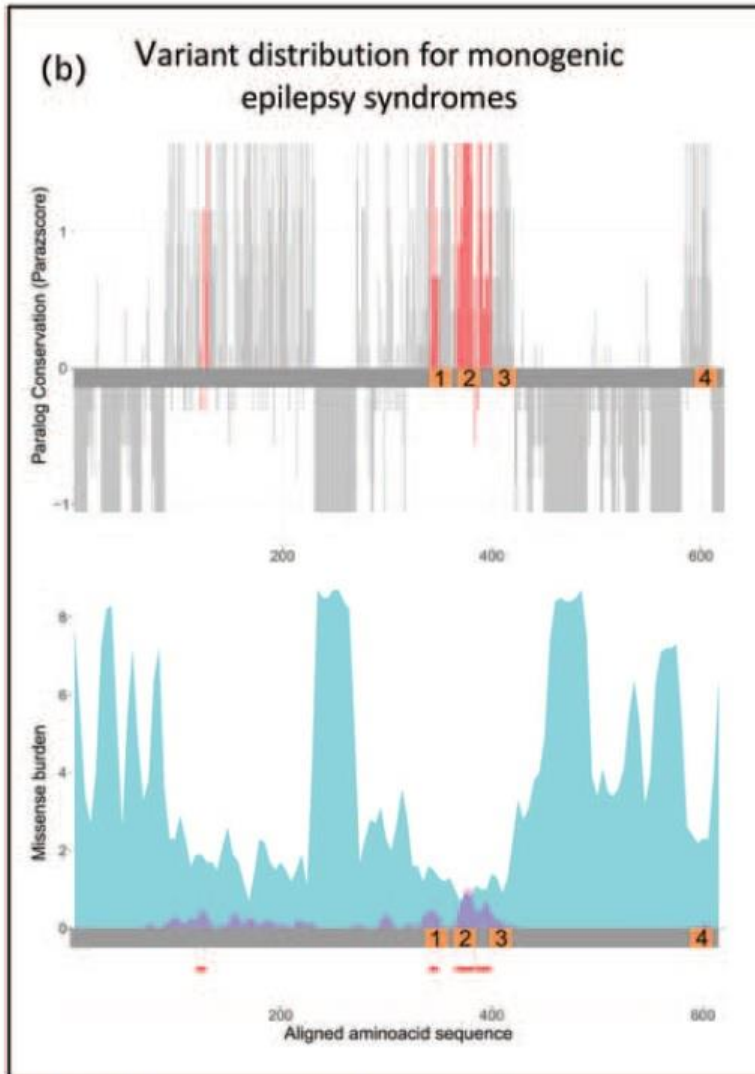 (b) Variant distribution for monogenic
epilepsy syndromes
Paralog Conservation (Parazscore)
1
0
−1
1 2 3 4
200 400 600
Missense burden
8
6
4
2
0
1 2 3 4
200 400 600
Aligned aminoacid sequence